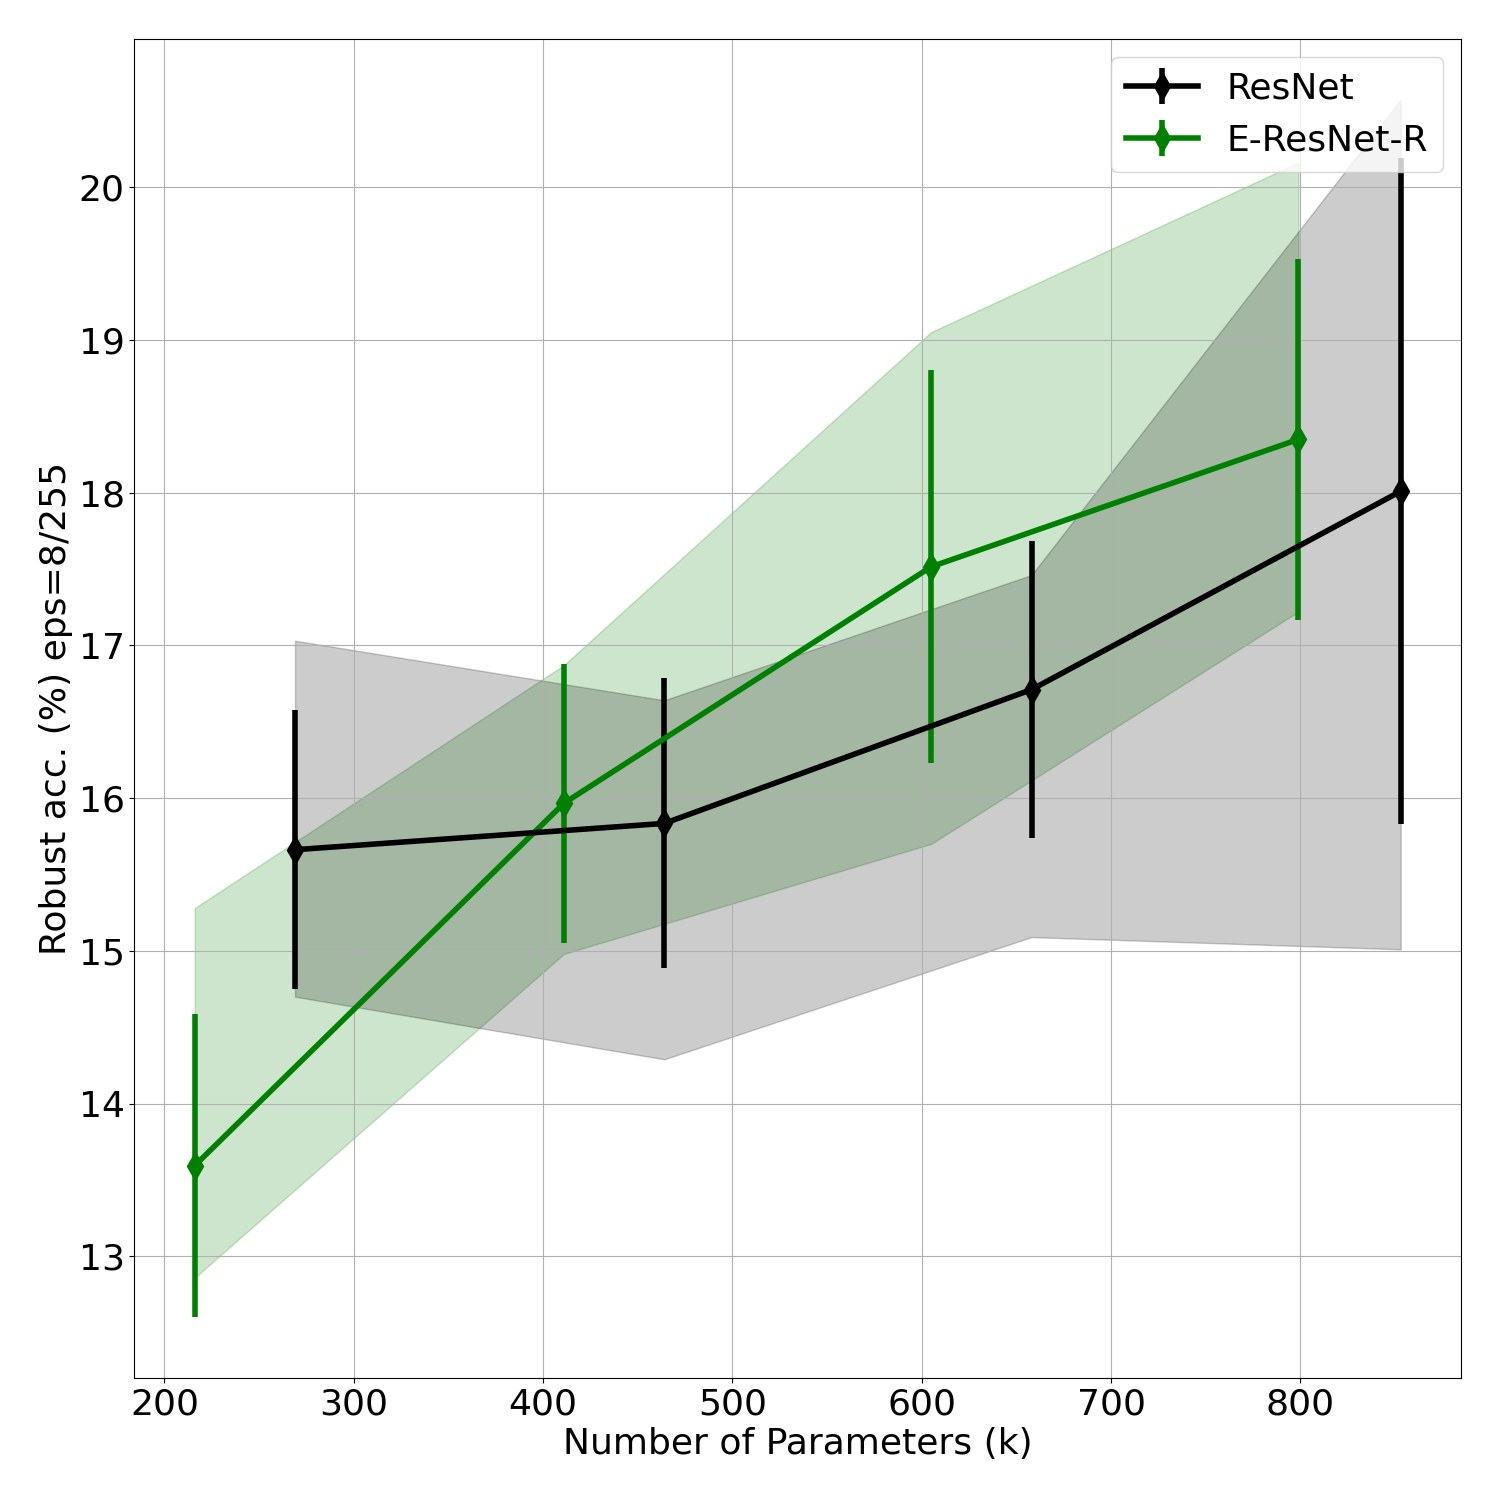 ResNet
E-ResNet-R
Robust acc. (%) eps=8/255
20
19
18
17
16
15
14
13
200 300 400 500 600 700 800
Number of Parameters (k)